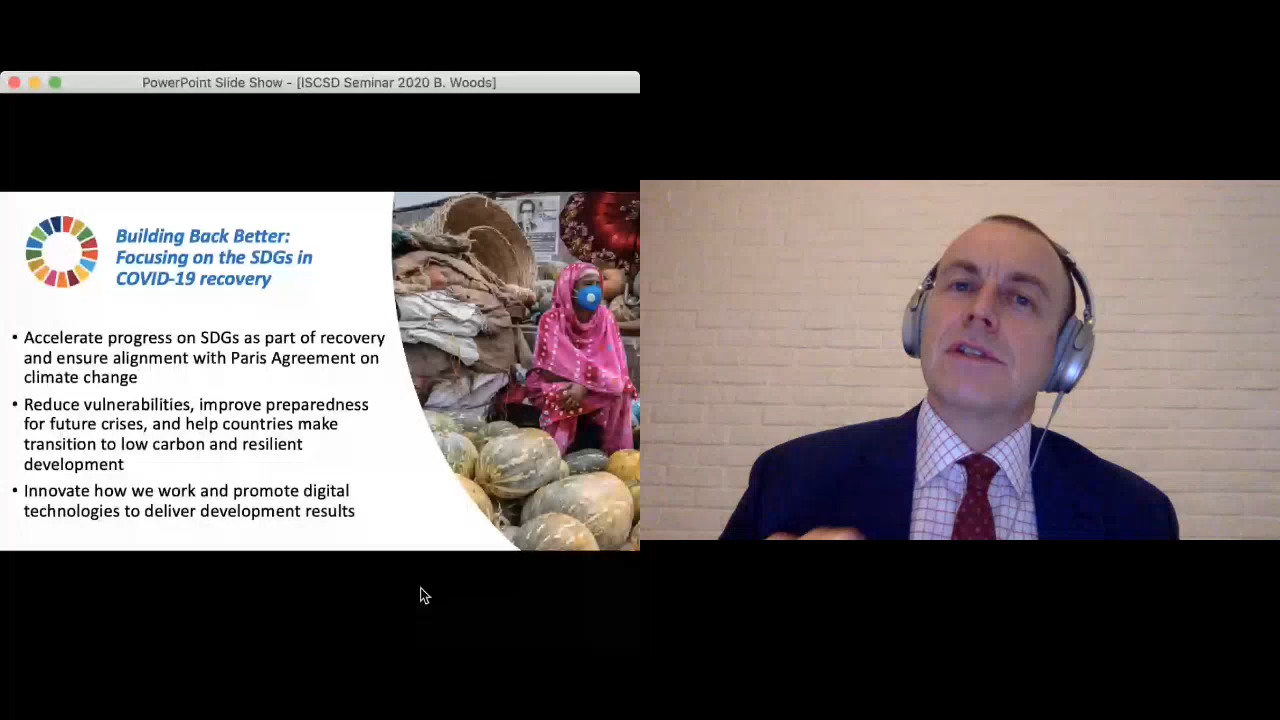 PowerPoint Slide Show - [ISCSD Seminar 2020 B. Woods]
Building Back Better:
Focusing on the SDGs in
COVID-19 recovery
• Accelerate progress on SDGs as part of recovery
and ensure alignment with Paris Agreement on
climate change
• Reduce vulnerabilities, improve preparedness
for future crises, and help countries make
transition to low carbon and resilient
development
• Innovate how we work and promote digital
technologies to deliver development results